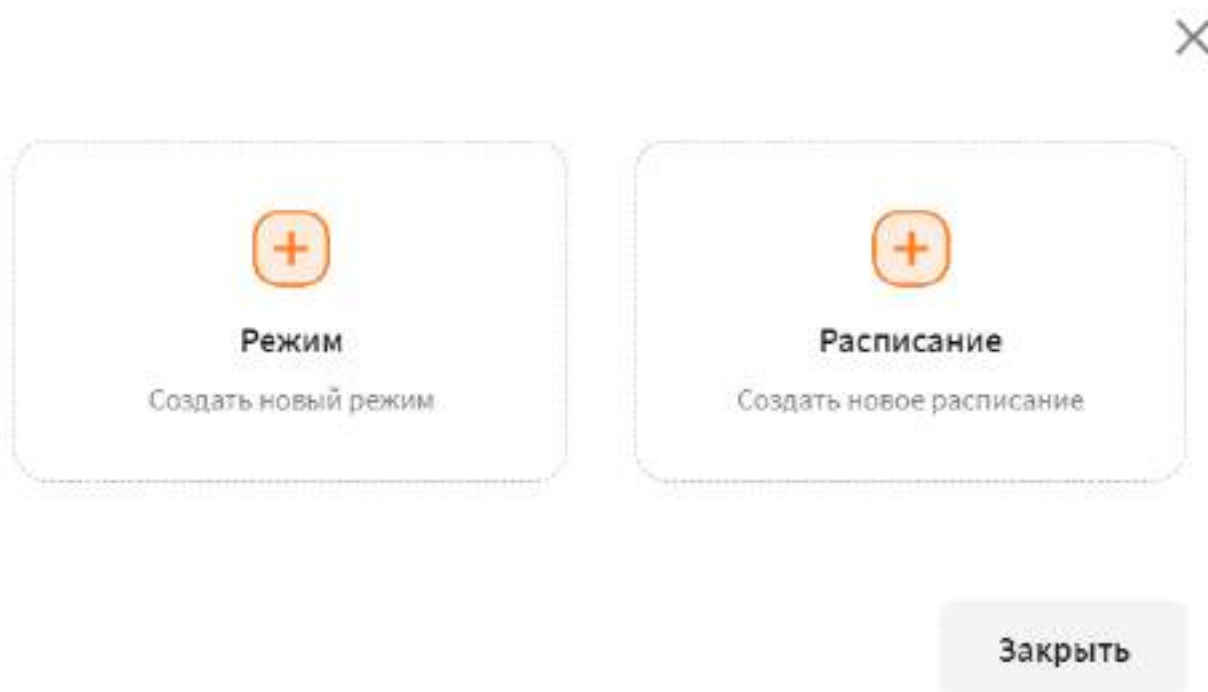 Режим
Создать новый режим
Расписание
Создать новое расписание
Закрыть